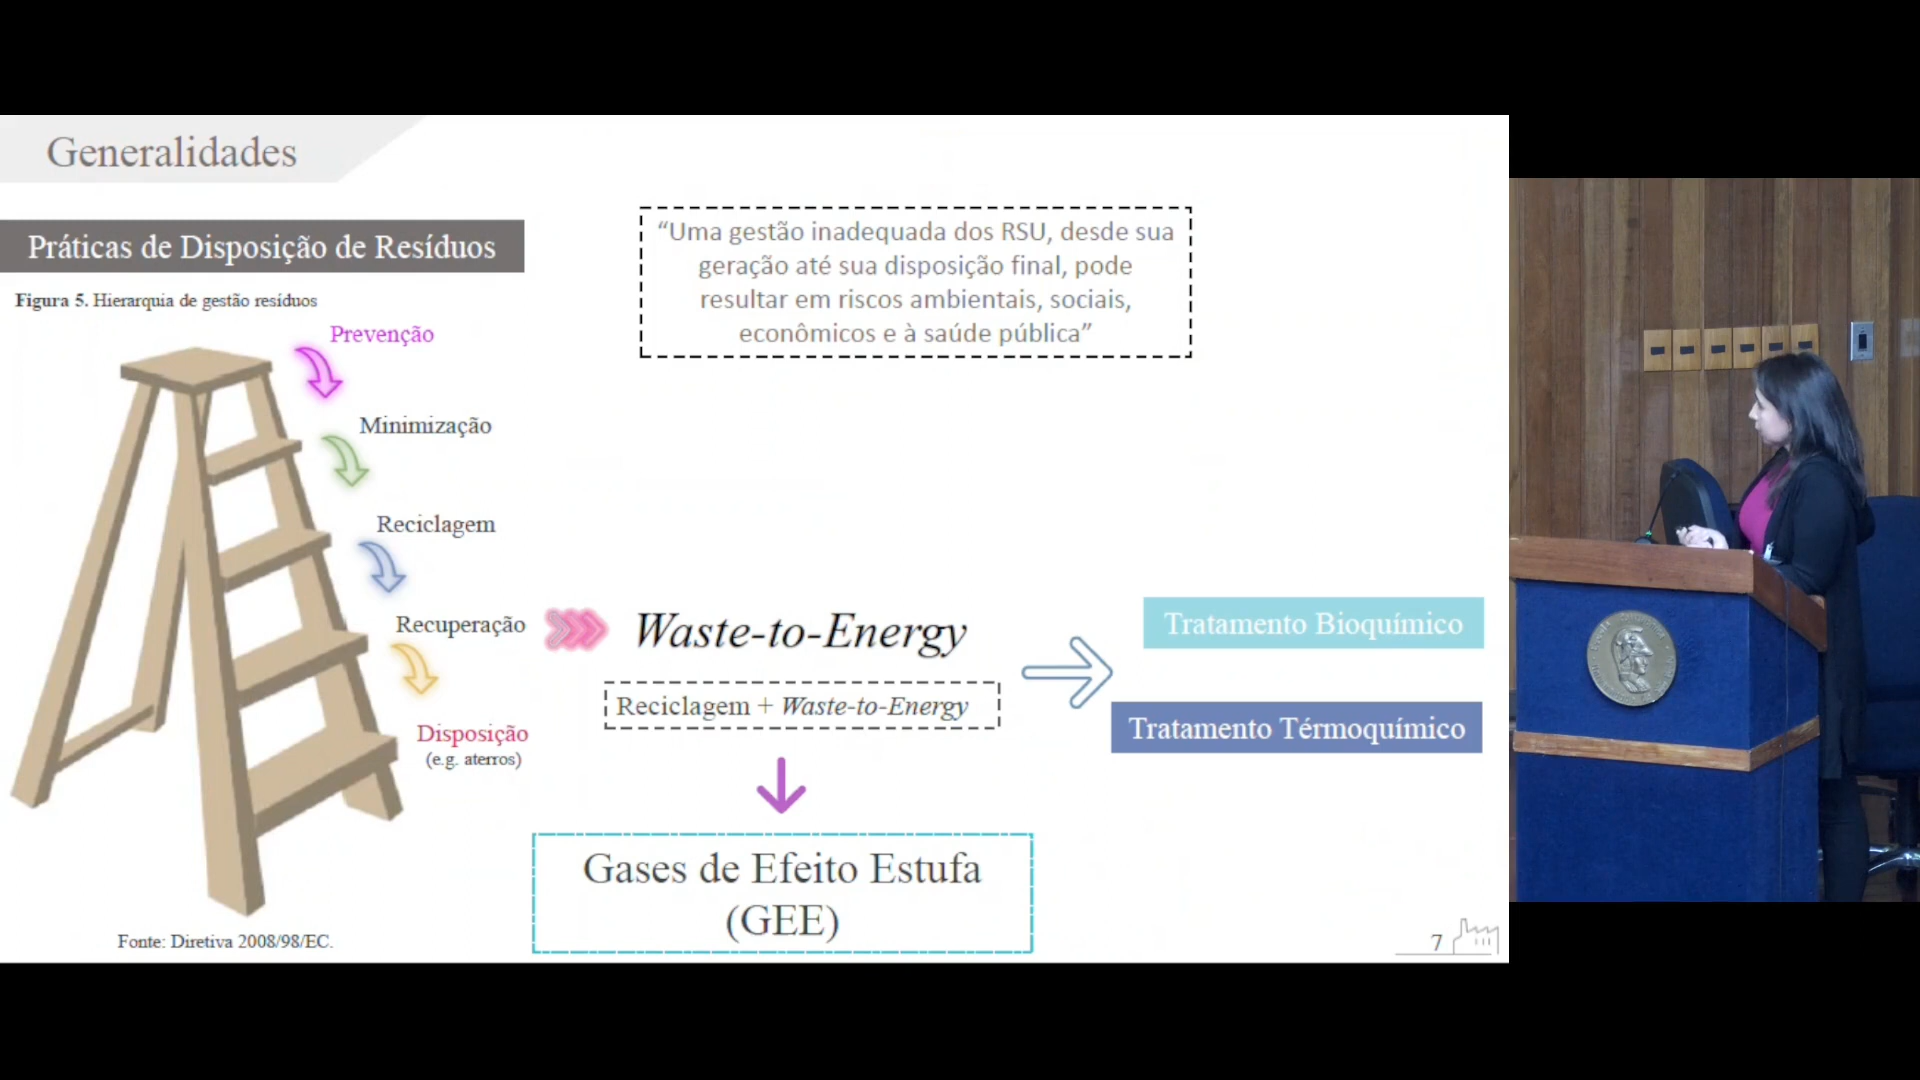 Generalidades
Práticas de Disposição de Resíduos
Figura 5. Hierarquia de gestão resíduos
Prevenção
Minimização
Reciclagem
Recuperação
Disposição
(e.g. aterros)
Fonte: Diretiva 2008/98/EC.
“Uma gestão inadequada dos RSU, desde sua
geração até sua disposição final, pode
resultar em riscos ambientais, sociais,
econômicos e à saúde pública”
Waste-to-Energy
Reciclagem + Waste-to-Energy
Gases de Efeito Estufa
(GEE)
Tratamento Bioquímico
Tratamento Térmoquímico
7